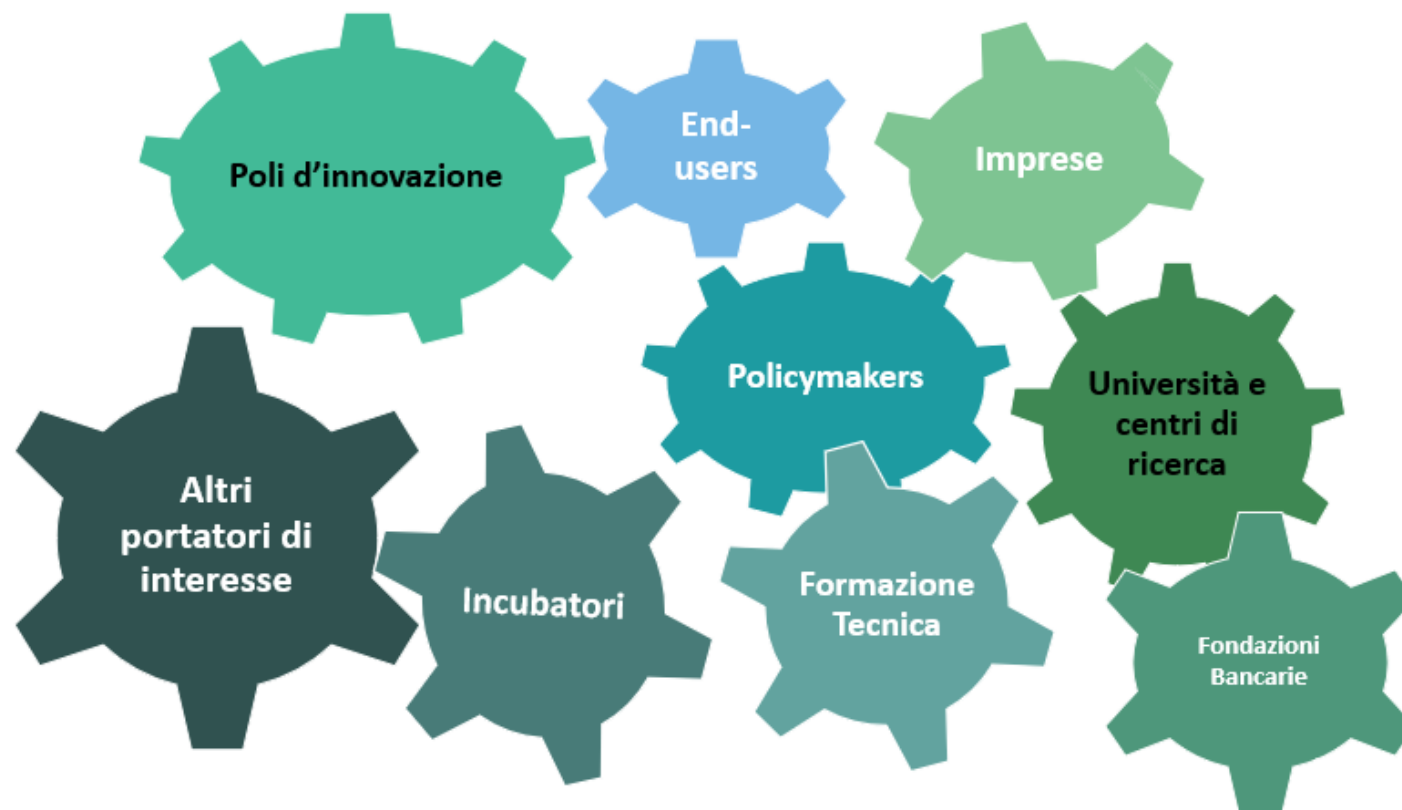 Poli d’innovazione
End-
users
Imprese
Policymakers
Università e
centri di
ricerca
Altri
portatori di
interesse
Incubatori
Formazione
Tecnica
Fondazioni
Bancarie